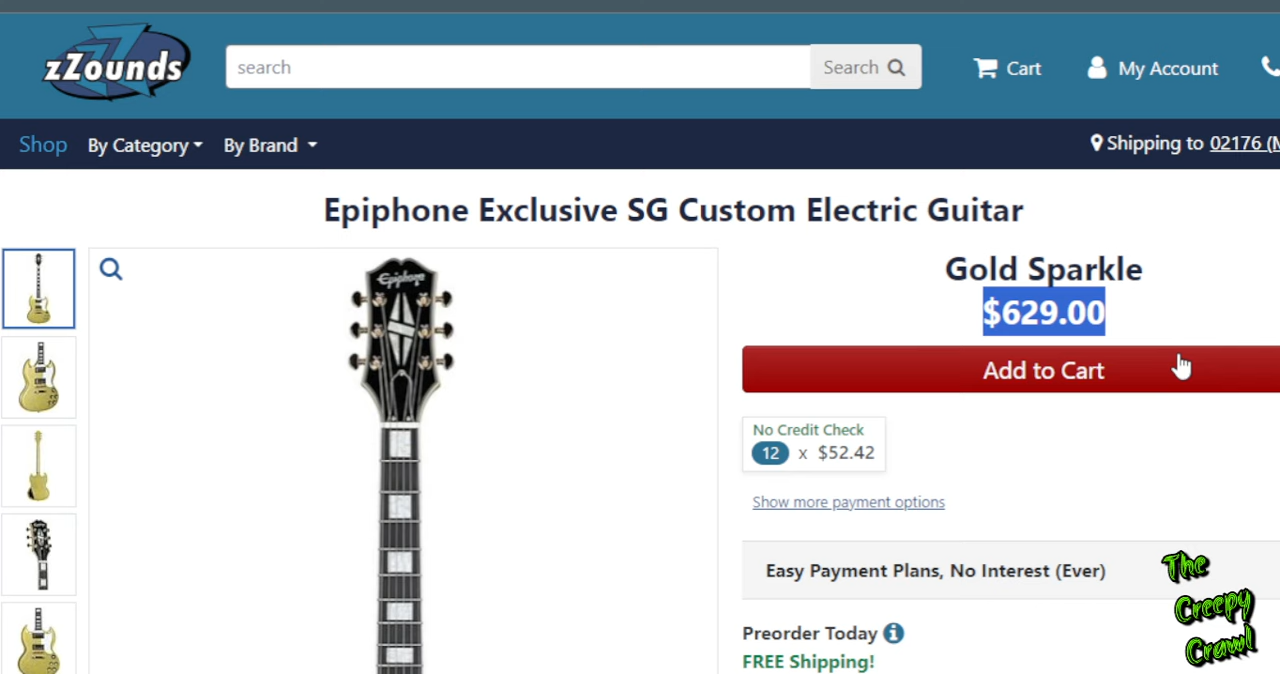 zZounds
search
Search
Cart
My Account
Shop
By Category
By Brand
Shipping to 02176 (M
Epiphone Exclusive SG Custom Electric Guitar
Epiphone
Gold Sparkle
$629.00
Add to Cart
No Credit Check
12 x $52.42
Show more payment options
Easy Payment Plans, No Interest (Ever)
Preorder Today
FREE Shipping!
The
Creepy
Crawl